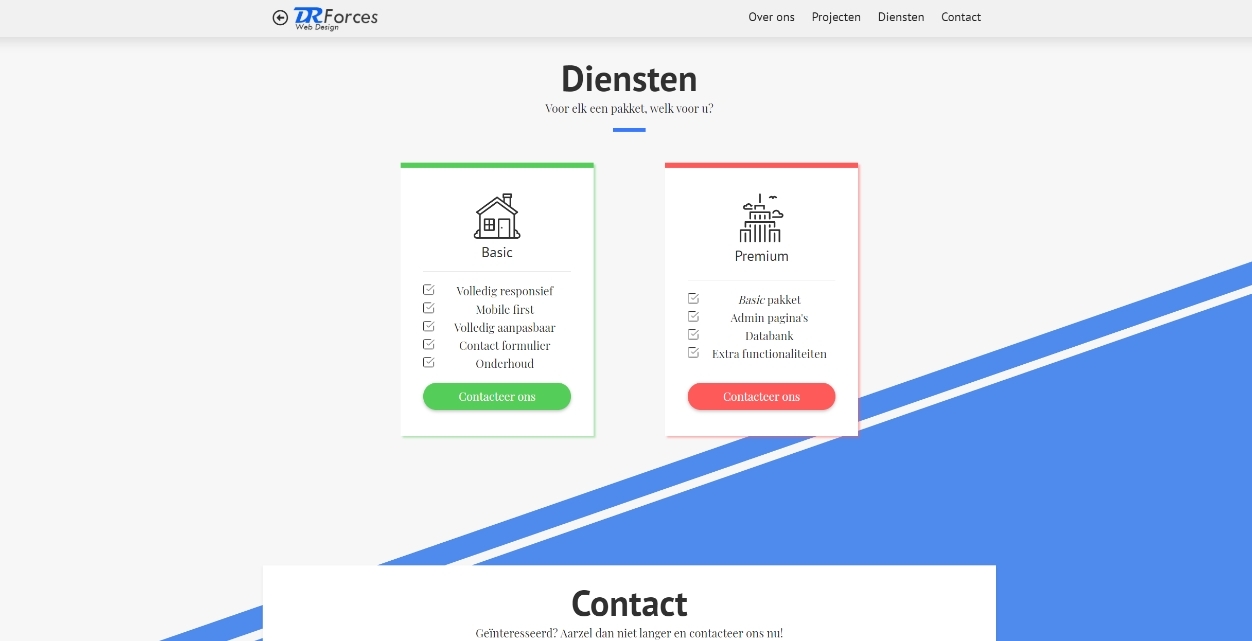 DRForces
Web Design
Over ons Projecten Diensten Contact
Diensten
Voor elk een pakket, welk voor u?
Basic
Volledig responsief
Mobile first
Volledig aanpasbaar
Contact formulier
Onderhoud
Contacteer ons
Premium
Basic pakket
Admin pagina's
Databank
Extra functionaliteiten
Contacteer ons
Contact
Geïnteresseerd? Aarzel dan niet langer en contacteer ons nu!